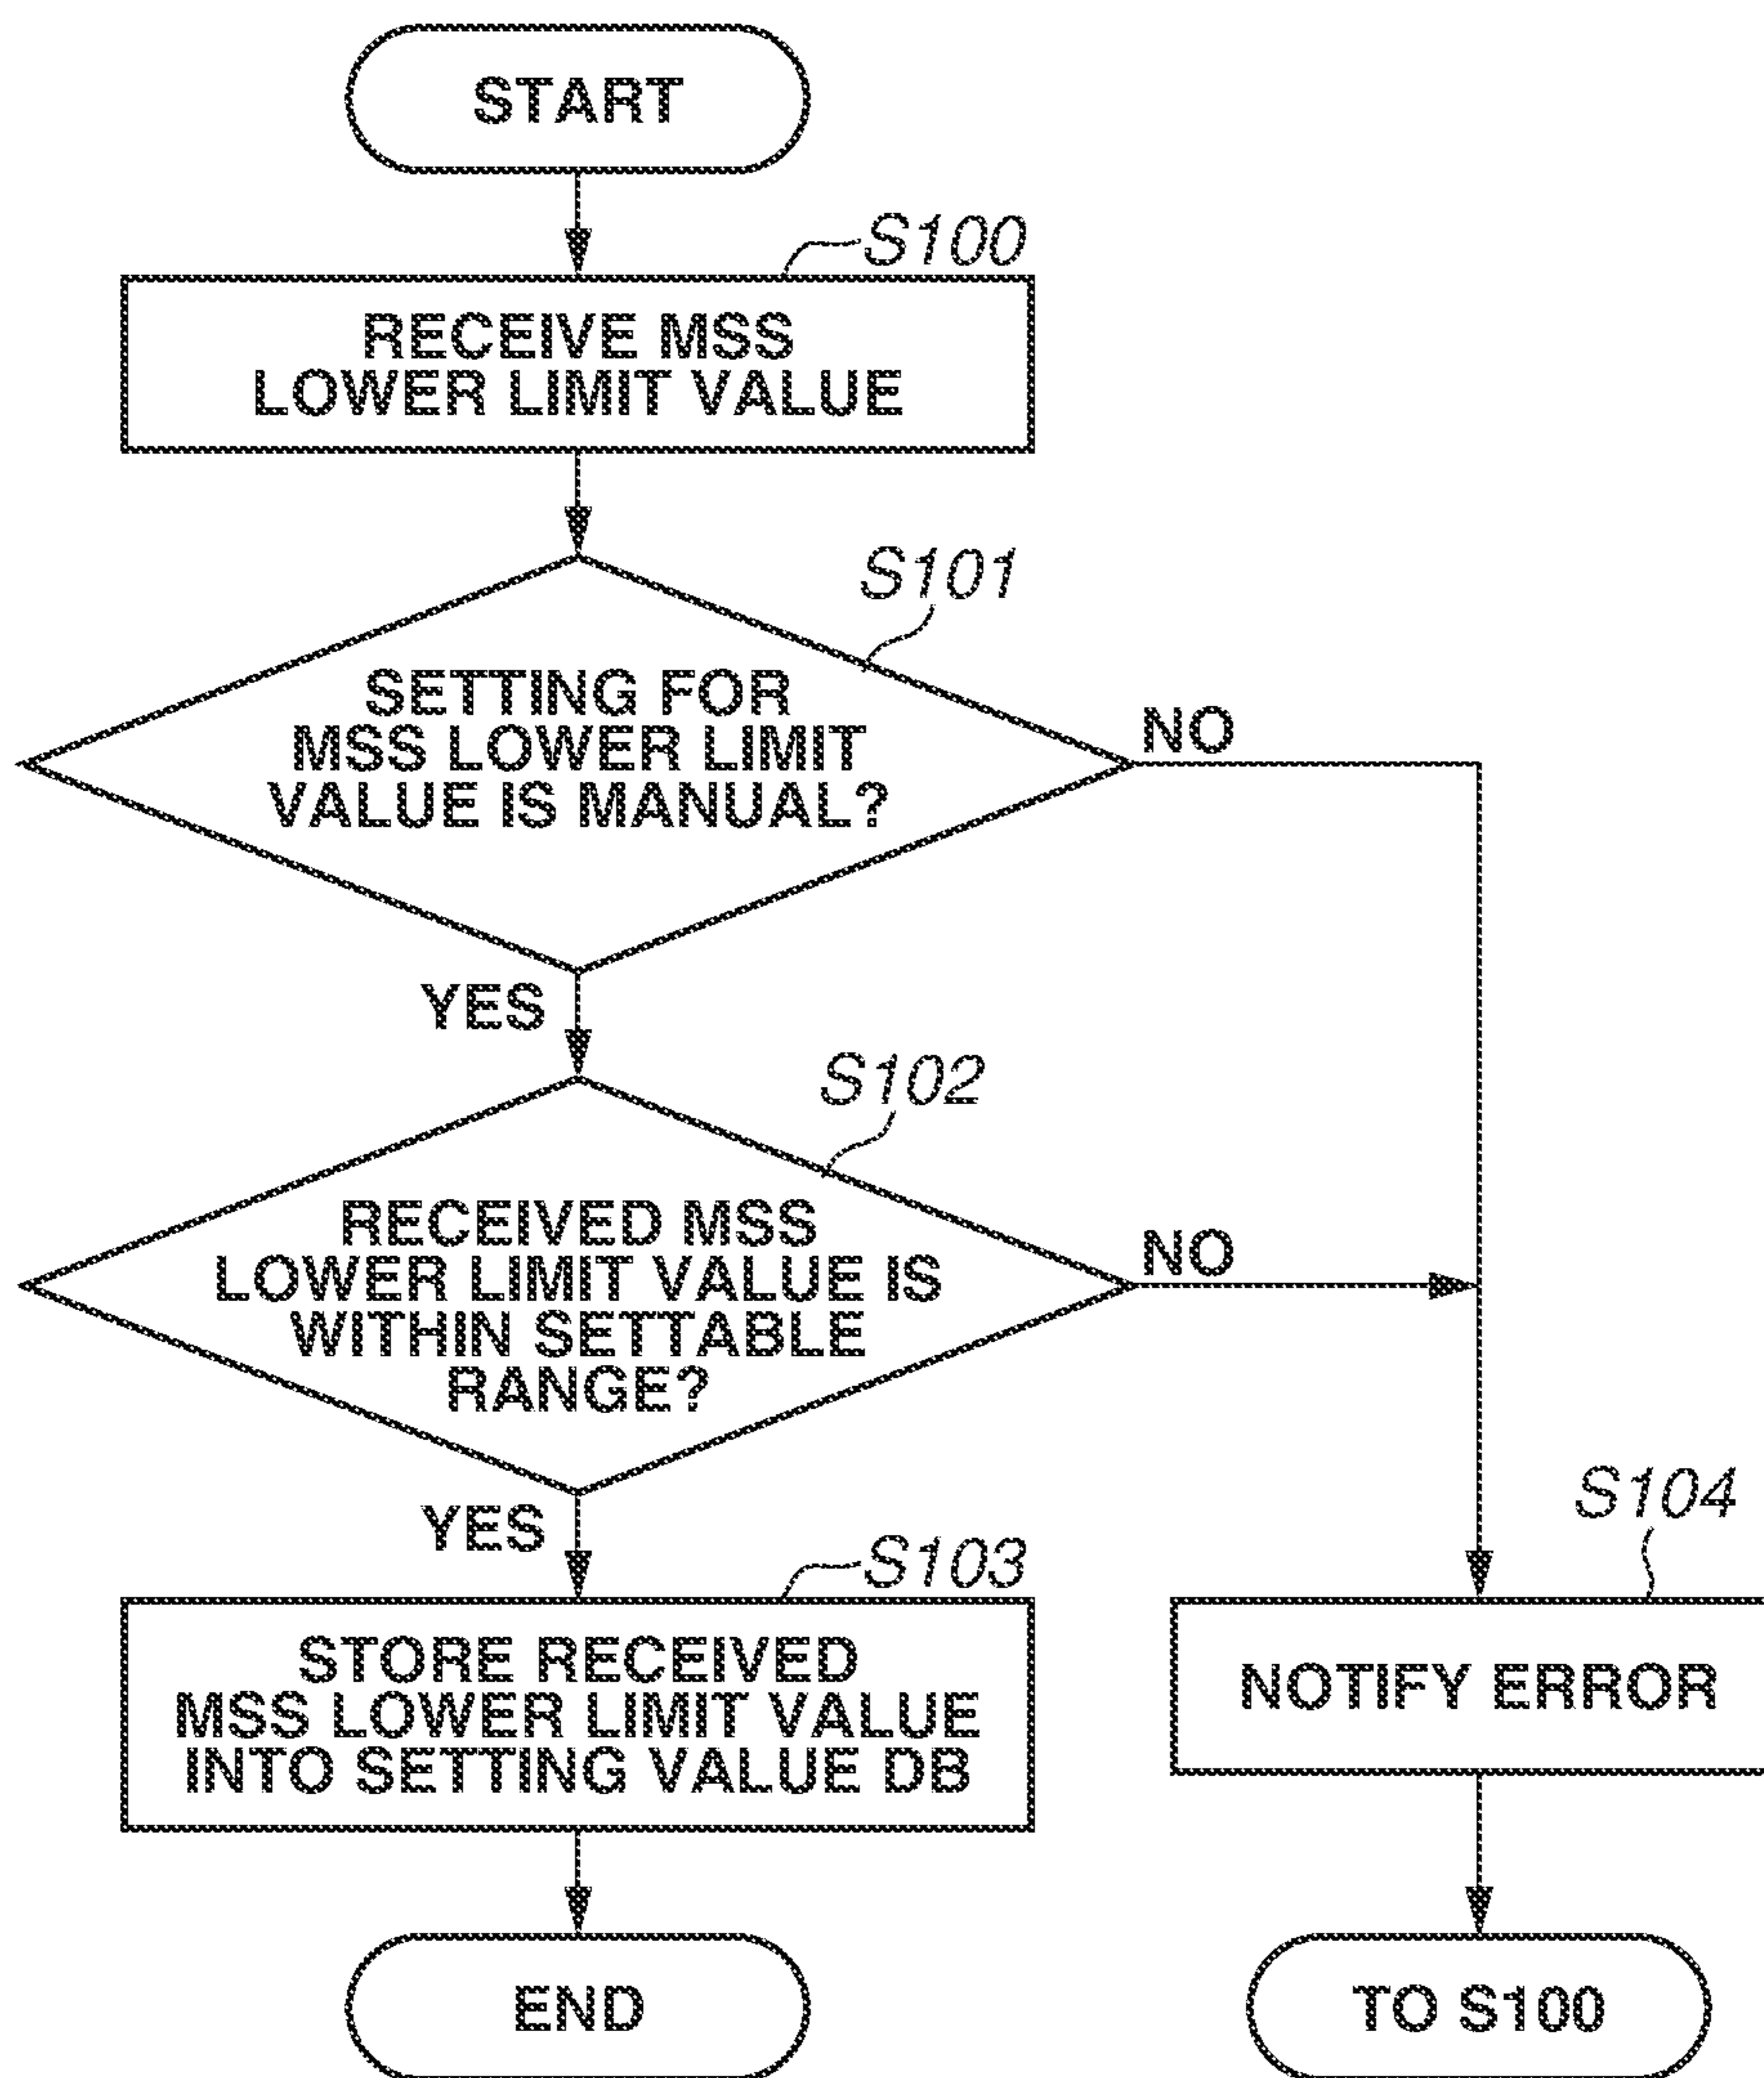 START
S100
RECEIVE MSS
LOWER LIMIT VALUE
S101
SETTING FOR
MSS LOWER LIMIT
VALUE IS MANUAL?
NO
YES
S102
RECEIVED MSS
LOWER LIMIT VALUE IS
WITHIN SETTABLE
RANGE?
NO
YES
S103
STORE RECEIVED
MSS LOWER LIMIT VALUE
INTO SETTING VALUE DB
S104
NOTIFY ERROR
END
TO S100